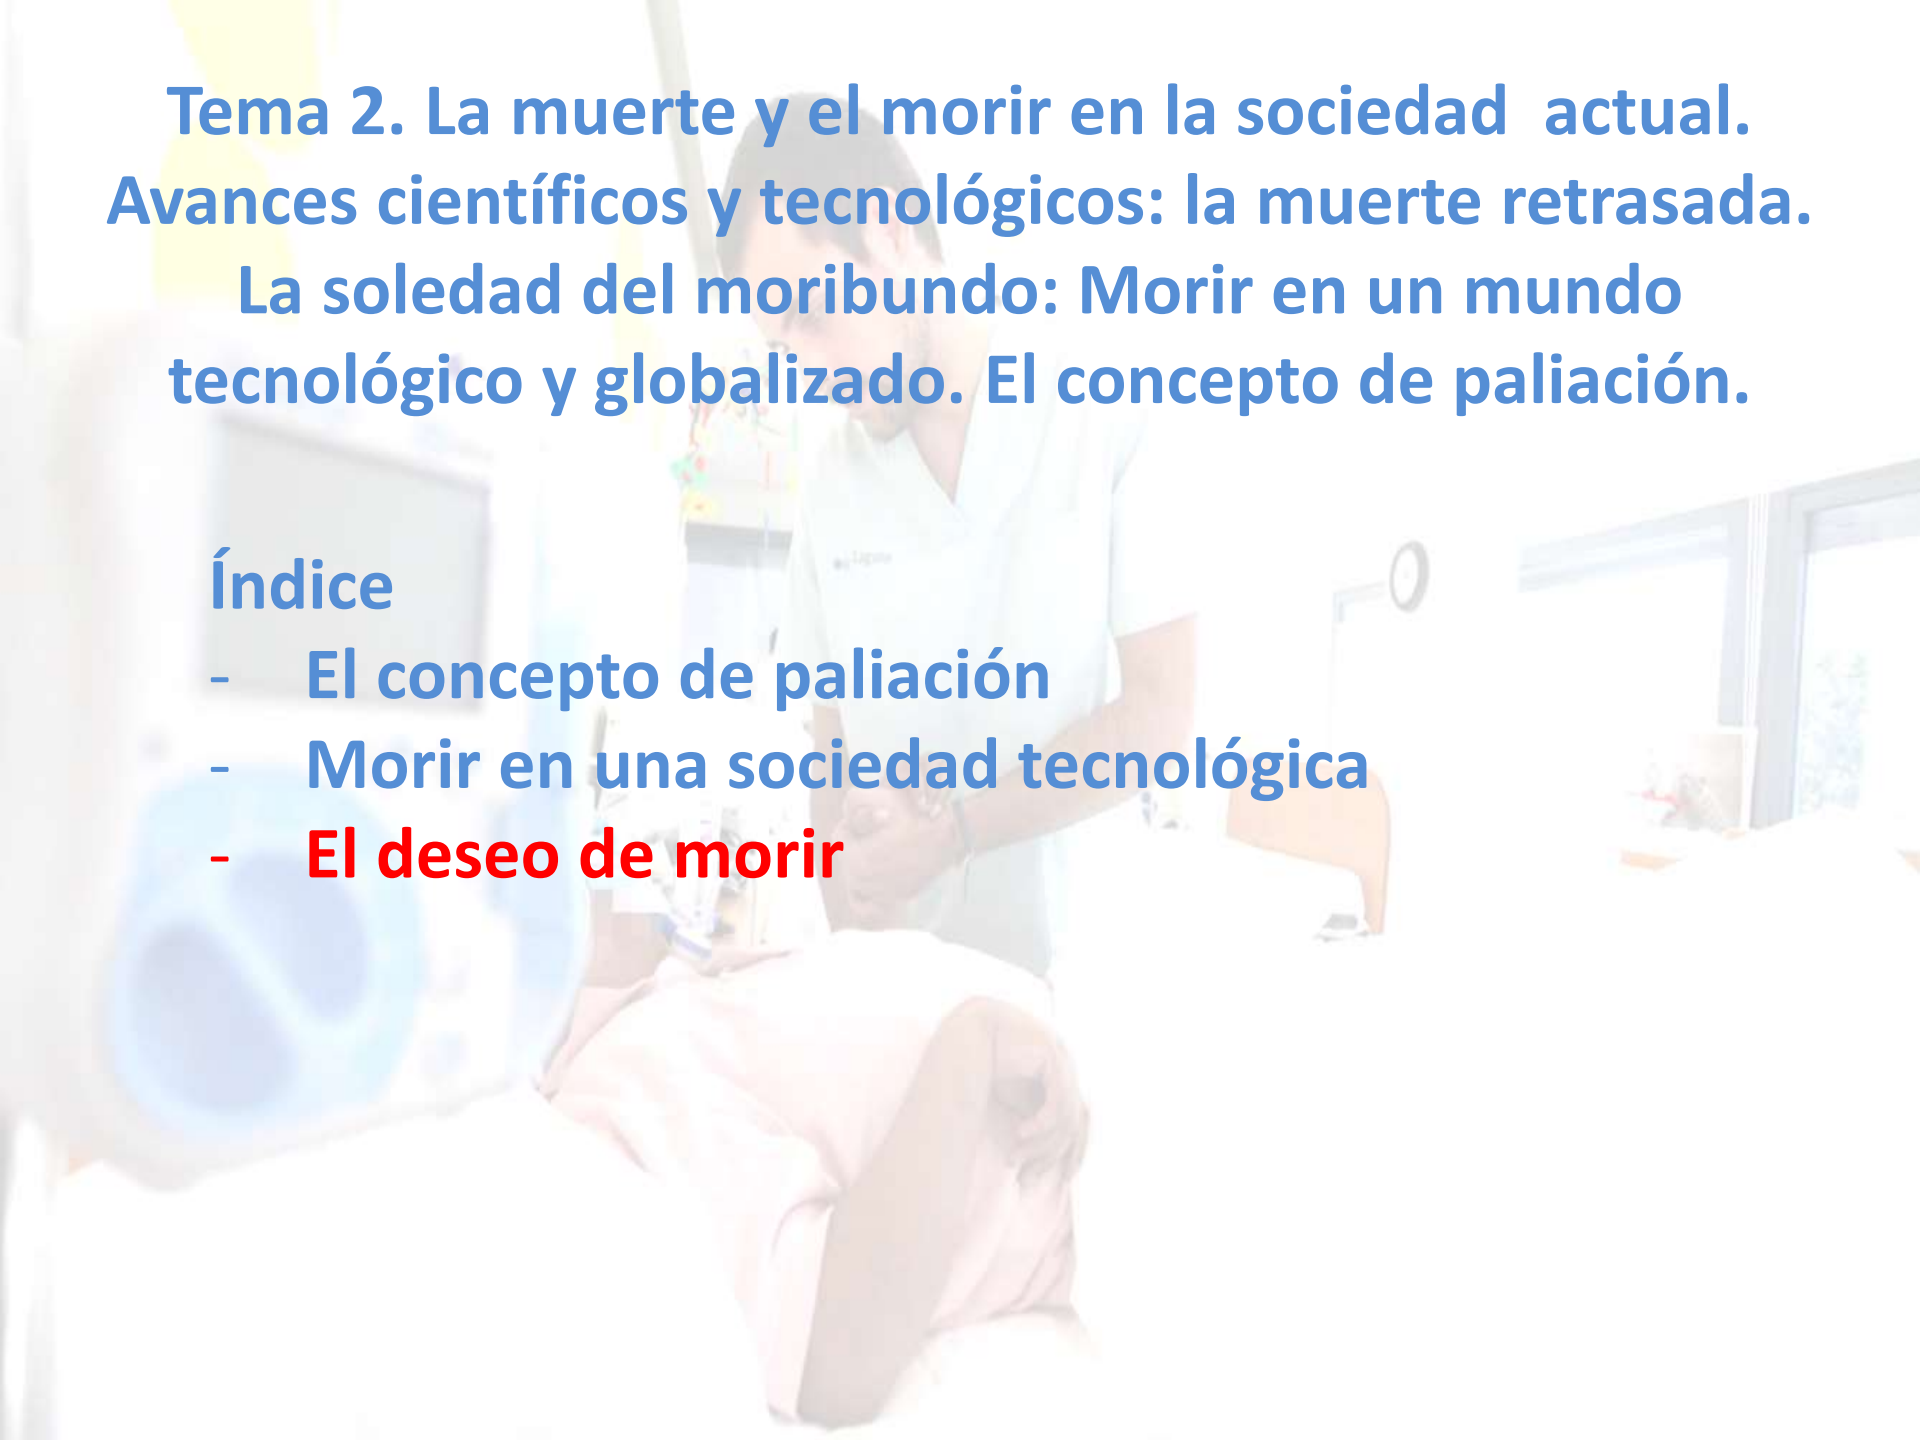 Tema 2. La muerte y el morir en la sociedad actual.
Avances científicos y tecnológicos: la muerte retrasada.
La soledad del moribundo: Morir en un mundo
tecnológico y globalizado. El concepto de paliación.
Índice
- El concepto de paliación
- Morir en una sociedad tecnológica
- El deseo de morir
Laguna